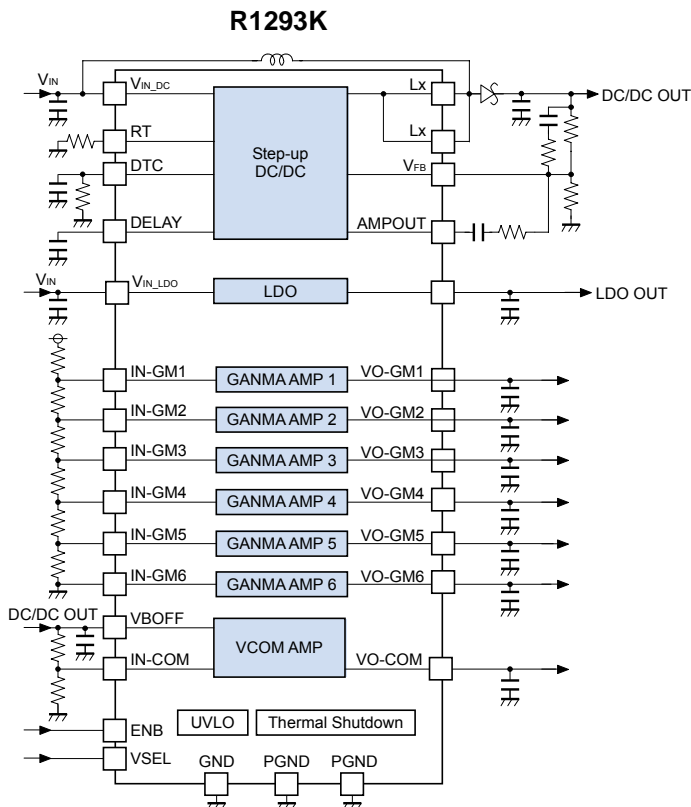 R1293K
VIN
VIN_DC
Lx
DC/DC OUT
RT
Lx
Step-up
DC/DC
DTC
VFB
DELAY
AMPOUT
VIN
VIN_LDO
LDO
LDO OUT
IN-GM1
GANMA AMP 1
VO-GM1
IN-GM2
GANMA AMP 2
VO-GM2
IN-GM3
GANMA AMP 3
VO-GM3
IN-GM4
GANMA AMP 4
VO-GM4
IN-GM5
GANMA AMP 5
VO-GM5
IN-GM6
GANMA AMP 6
VO-GM6
DC/DC OUT
VBOFF
VCOM AMP
IN-COM
VO-COM
ENB
UVLO
Thermal Shutdown
VSEL
GND
PGND
PGND